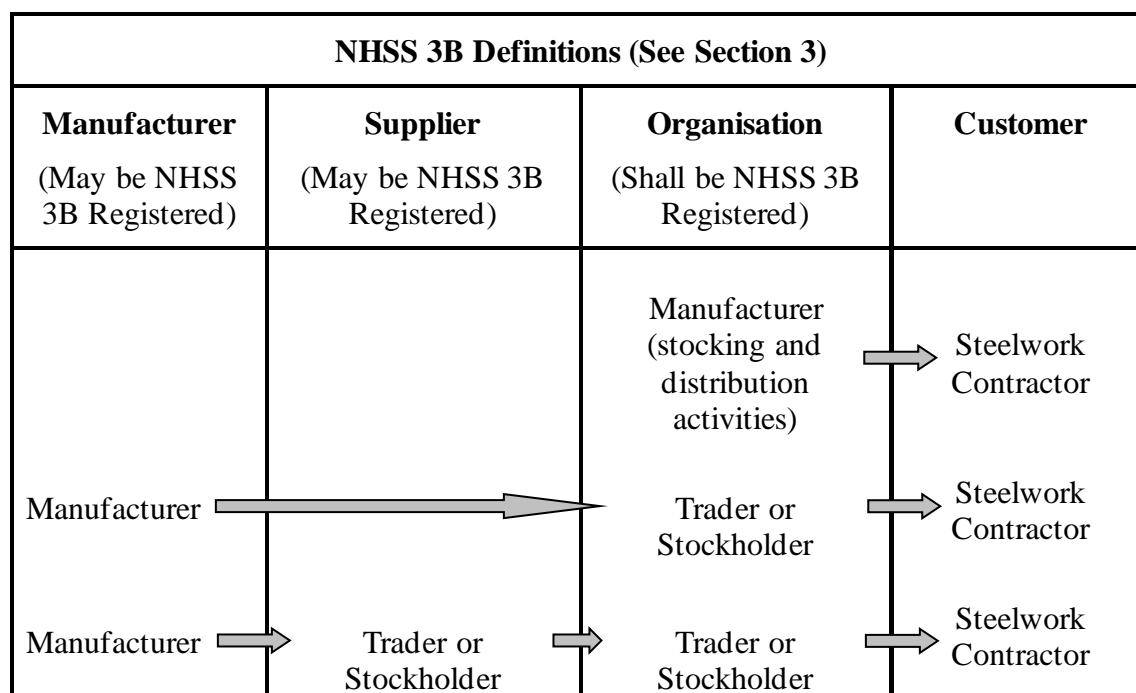 NHSS 3B Definitions (See Section 3)
Manufacturer
(May be NHSS
3B Registered)
Supplier
(May be NHSS 3B
Registered)
Organisation
(Shall be NHSS 3B
Registered)
Customer
Manufacturer
(stocking and
distribution
activities)
Steelwork
Contractor
Manufacturer
Trader or
Stockholder
Steelwork
Contractor
Manufacturer
Trader or
Stockholder
Trader or
Stockholder
Steelwork
Contractor